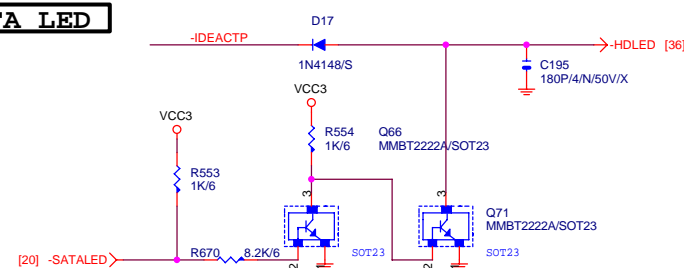 TA LED
D17
-IDEACTP
-HDLED [36]
1N4148/S
C195
180P/4/N/50V/X
VCC3
VCC3
R554
1K/6
Q66
MMBT2222A/SOT23
R553
1K/6
3
3
Q71
MMBT2222A/SOT23
SOT23
SOT23
[20] -SATALED
R670
8.2K/6
2
2